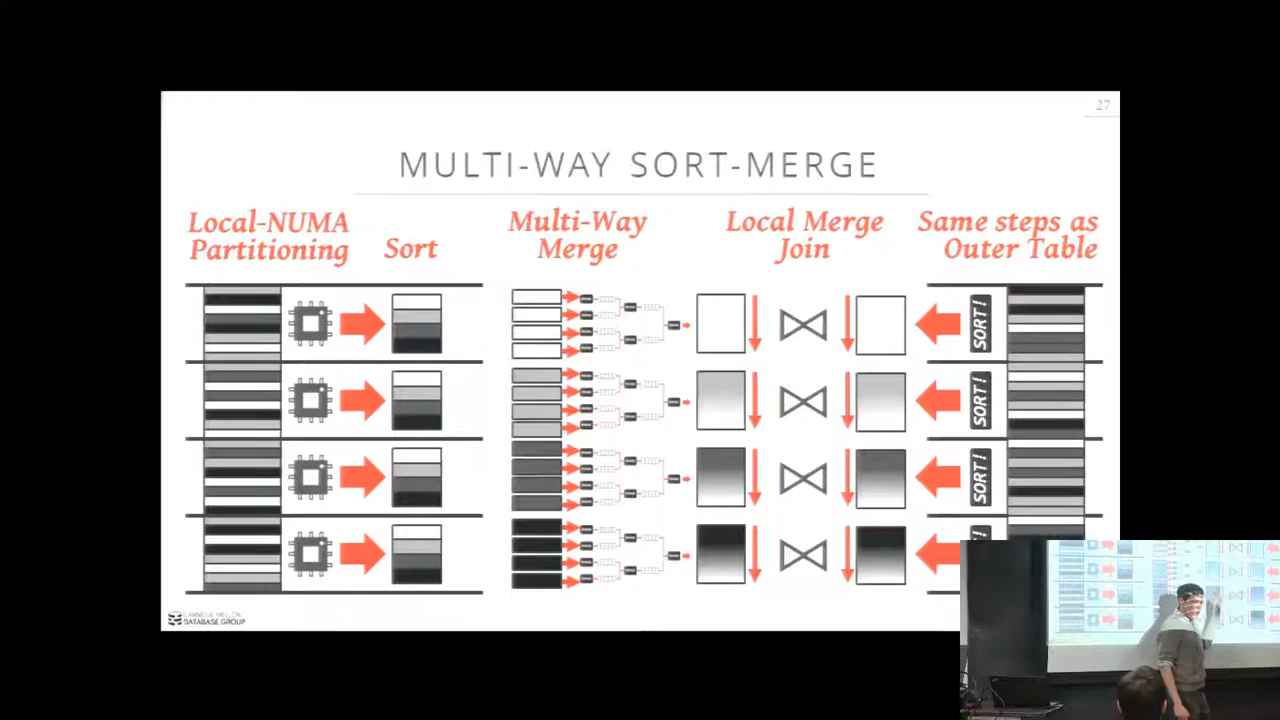 27
MULTI-WAY SORT-MERGE
Local-NUMA
Partitioning
Sort
Multi-Way
Merge
Local Merge
Join
Same steps as
Outer Table
SORT!
SORT!
SORT!
CARNEGIE MELLON
DATABASE GROUP